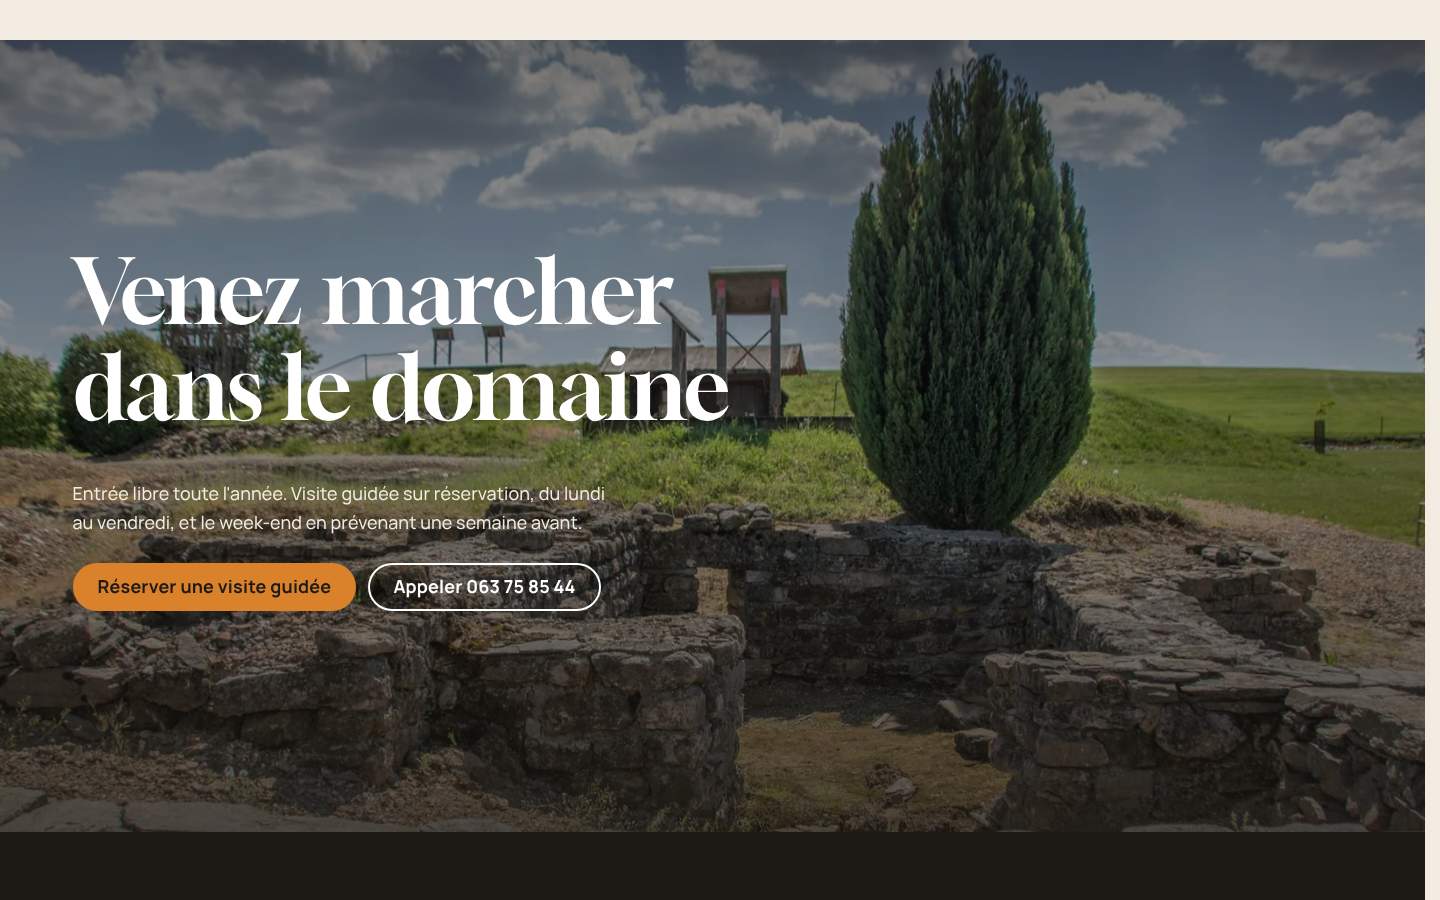 Venez marcher
dans le domaine
Entrée libre toute l'année. Visite guidée sur réservation, du lundi
au vendredi, et le week-end en prévenant une semaine avant.
Réserver une visite guidée
Appeler 063 75 85 44